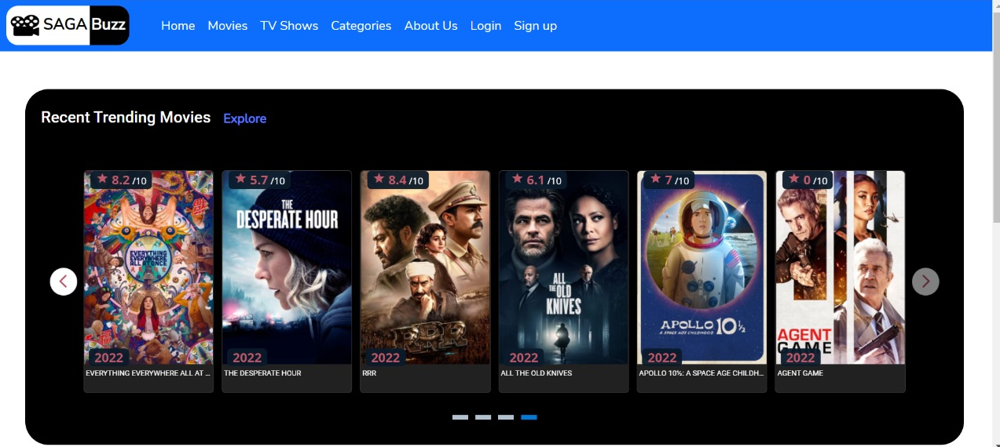 SAGA Buzz Home Movies TV Shows Categories About Us Login Sign up
Recent Trending Movies Explore
★ 8.2 /10
EVERYTHING
EVERYWHERE
ALL AT ONCE
2022
EVERYTHING EVERYWHERE ALL AT ...
★ 5.7 /10
THE
DESPERATE HOUR
2022
THE DESPERATE HOUR
★ 8.4 /10
RRR
2022
RRR
★ 6.1 /10
ALL
THE OLD
KNIVES
2022
ALL THE OLD KNIVES
★ 7 /10
APOLLO 10½
A SPACE AGE CHILDHOOD
2022
APOLLO 10½: A SPACE AGE CHILDH...
★ 0 /10
AGENT
GAME
2022
AGENT GAME